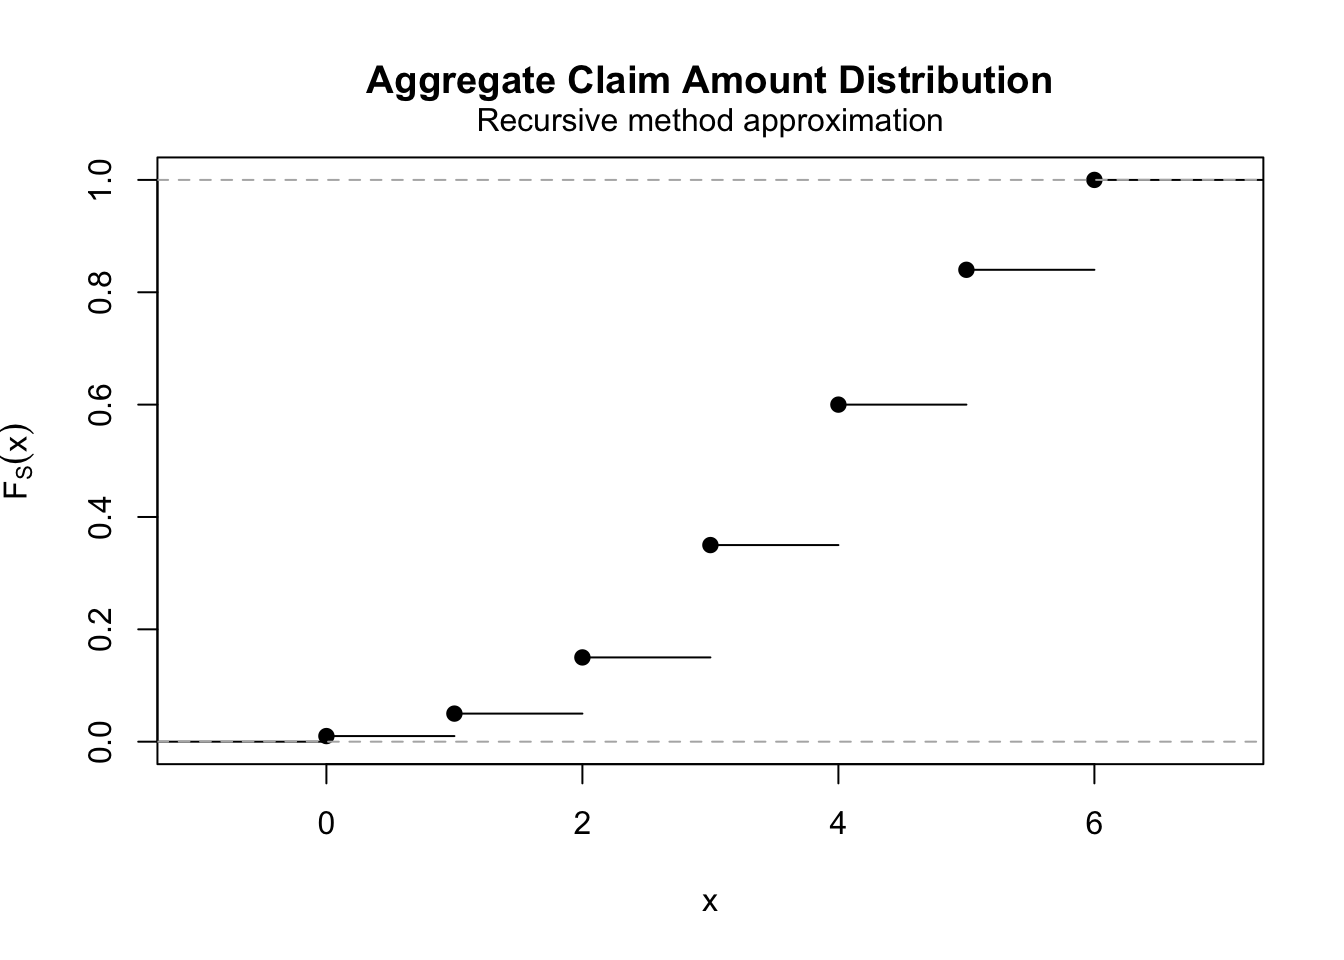 Aggregate Claim Amount Distribution
Recursive method approximation
F_S(x)
1.0
0.8
0.6
0.4
0.2
0.0
0 2 4 6
x